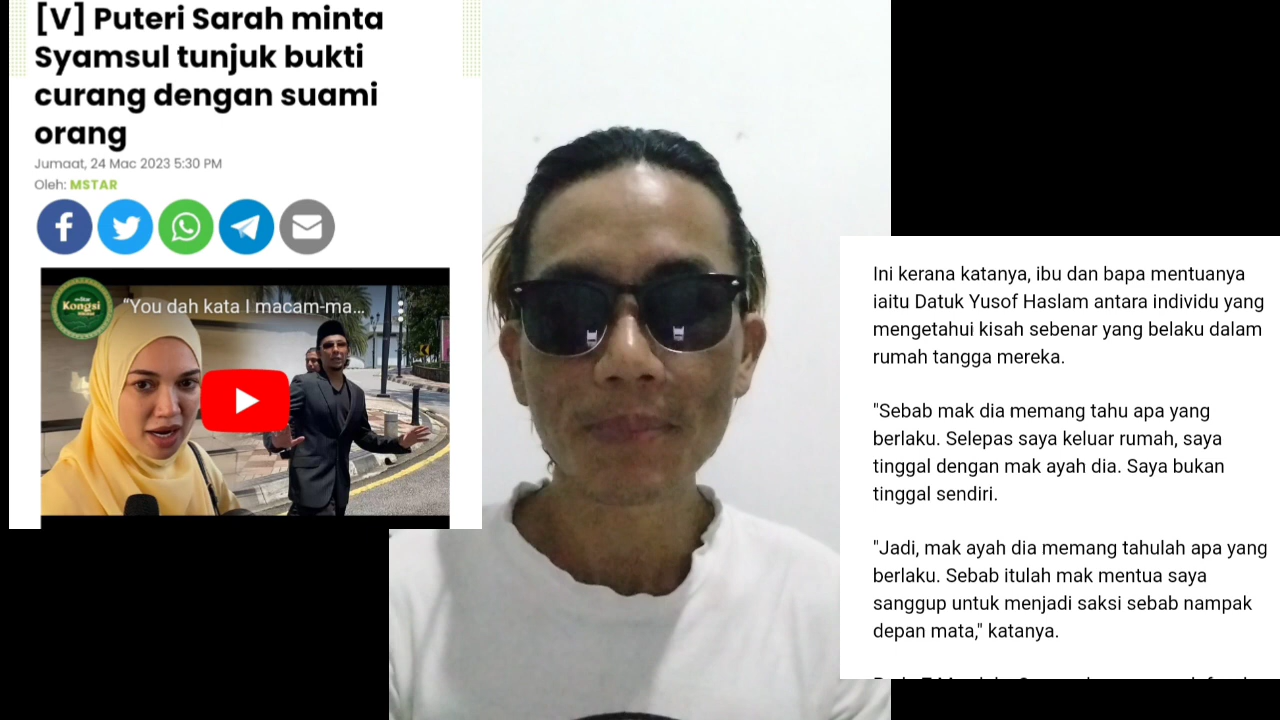 [V] Puteri Sarah minta
Syamsul tunjuk bukti
curang dengan suami
orang
Jumaat, 24 Mac 2023 5:30 PM
Oleh: MSTAR
Kongsi
"You dah kata I macam-ma...
Ini kerana katanya, ibu dan bapa mentuanya
iaitu Datuk Yusof Haslam antara individu yang
mengetahui kisah sebenar yang belaku dalam
rumah tangga mereka.
"Sebab mak dia memang tahu apa yang
berlaku. Selepas saya keluar rumah, saya
tinggal dengan mak ayah dia. Saya bukan
tinggal sendiri.
"Jadi, mak ayah dia memang tahulah apa yang
berlaku. Sebab itulah mak mentua saya
sanggup untuk menjadi saksi sebab nampak
depan mata," katanya.